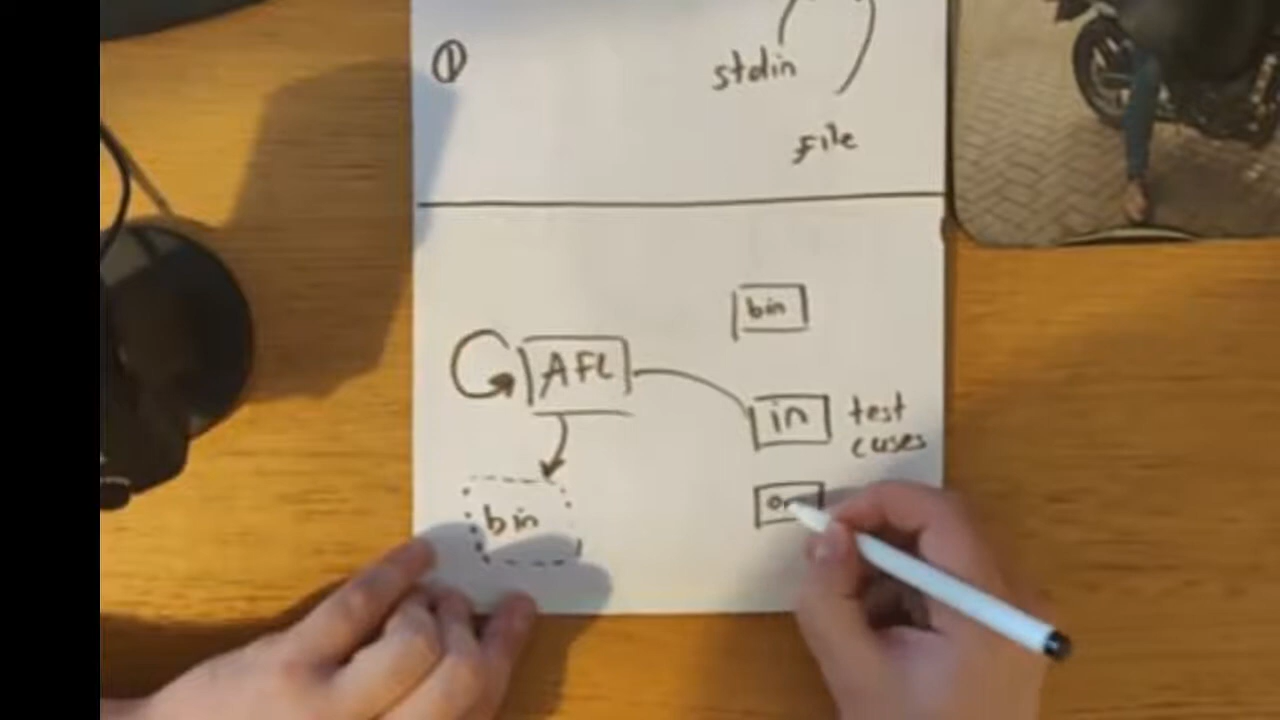 ①
stdin
file
bin
AFL
in
test
cases
bin